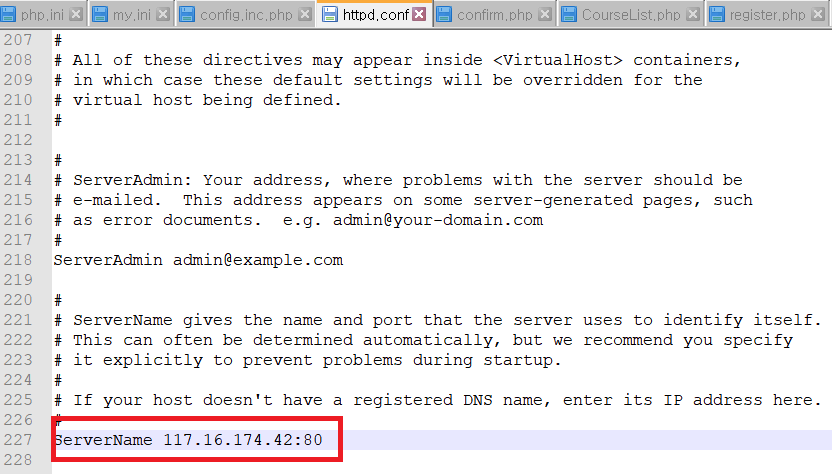 php.ini my.ini config.inc.php httpd.conf confirm.php CourseList.php register.php
207 #
208 # All of these directives may appear inside <VirtualHost> containers,
209 # in which case these default settings will be overridden for the
210 # virtual host being defined.
211 #
212
213 #
214 # ServerAdmin: Your address, where problems with the server should be
215 # e-mailed.  This address appears on some server-generated pages, such
216 # as error documents.  e.g. admin@your-domain.com
217 #
218 ServerAdmin admin@example.com
219
220 #
221 # ServerName gives the name and port that the server uses to identify itself.
222 # This can often be determined automatically, but we recommend you specify
223 # it explicitly to prevent problems during startup.
224 #
225 # If your host doesn't have a registered DNS name, enter its IP address here.
226 #
227 ServerName 117.16.174.42:80
228